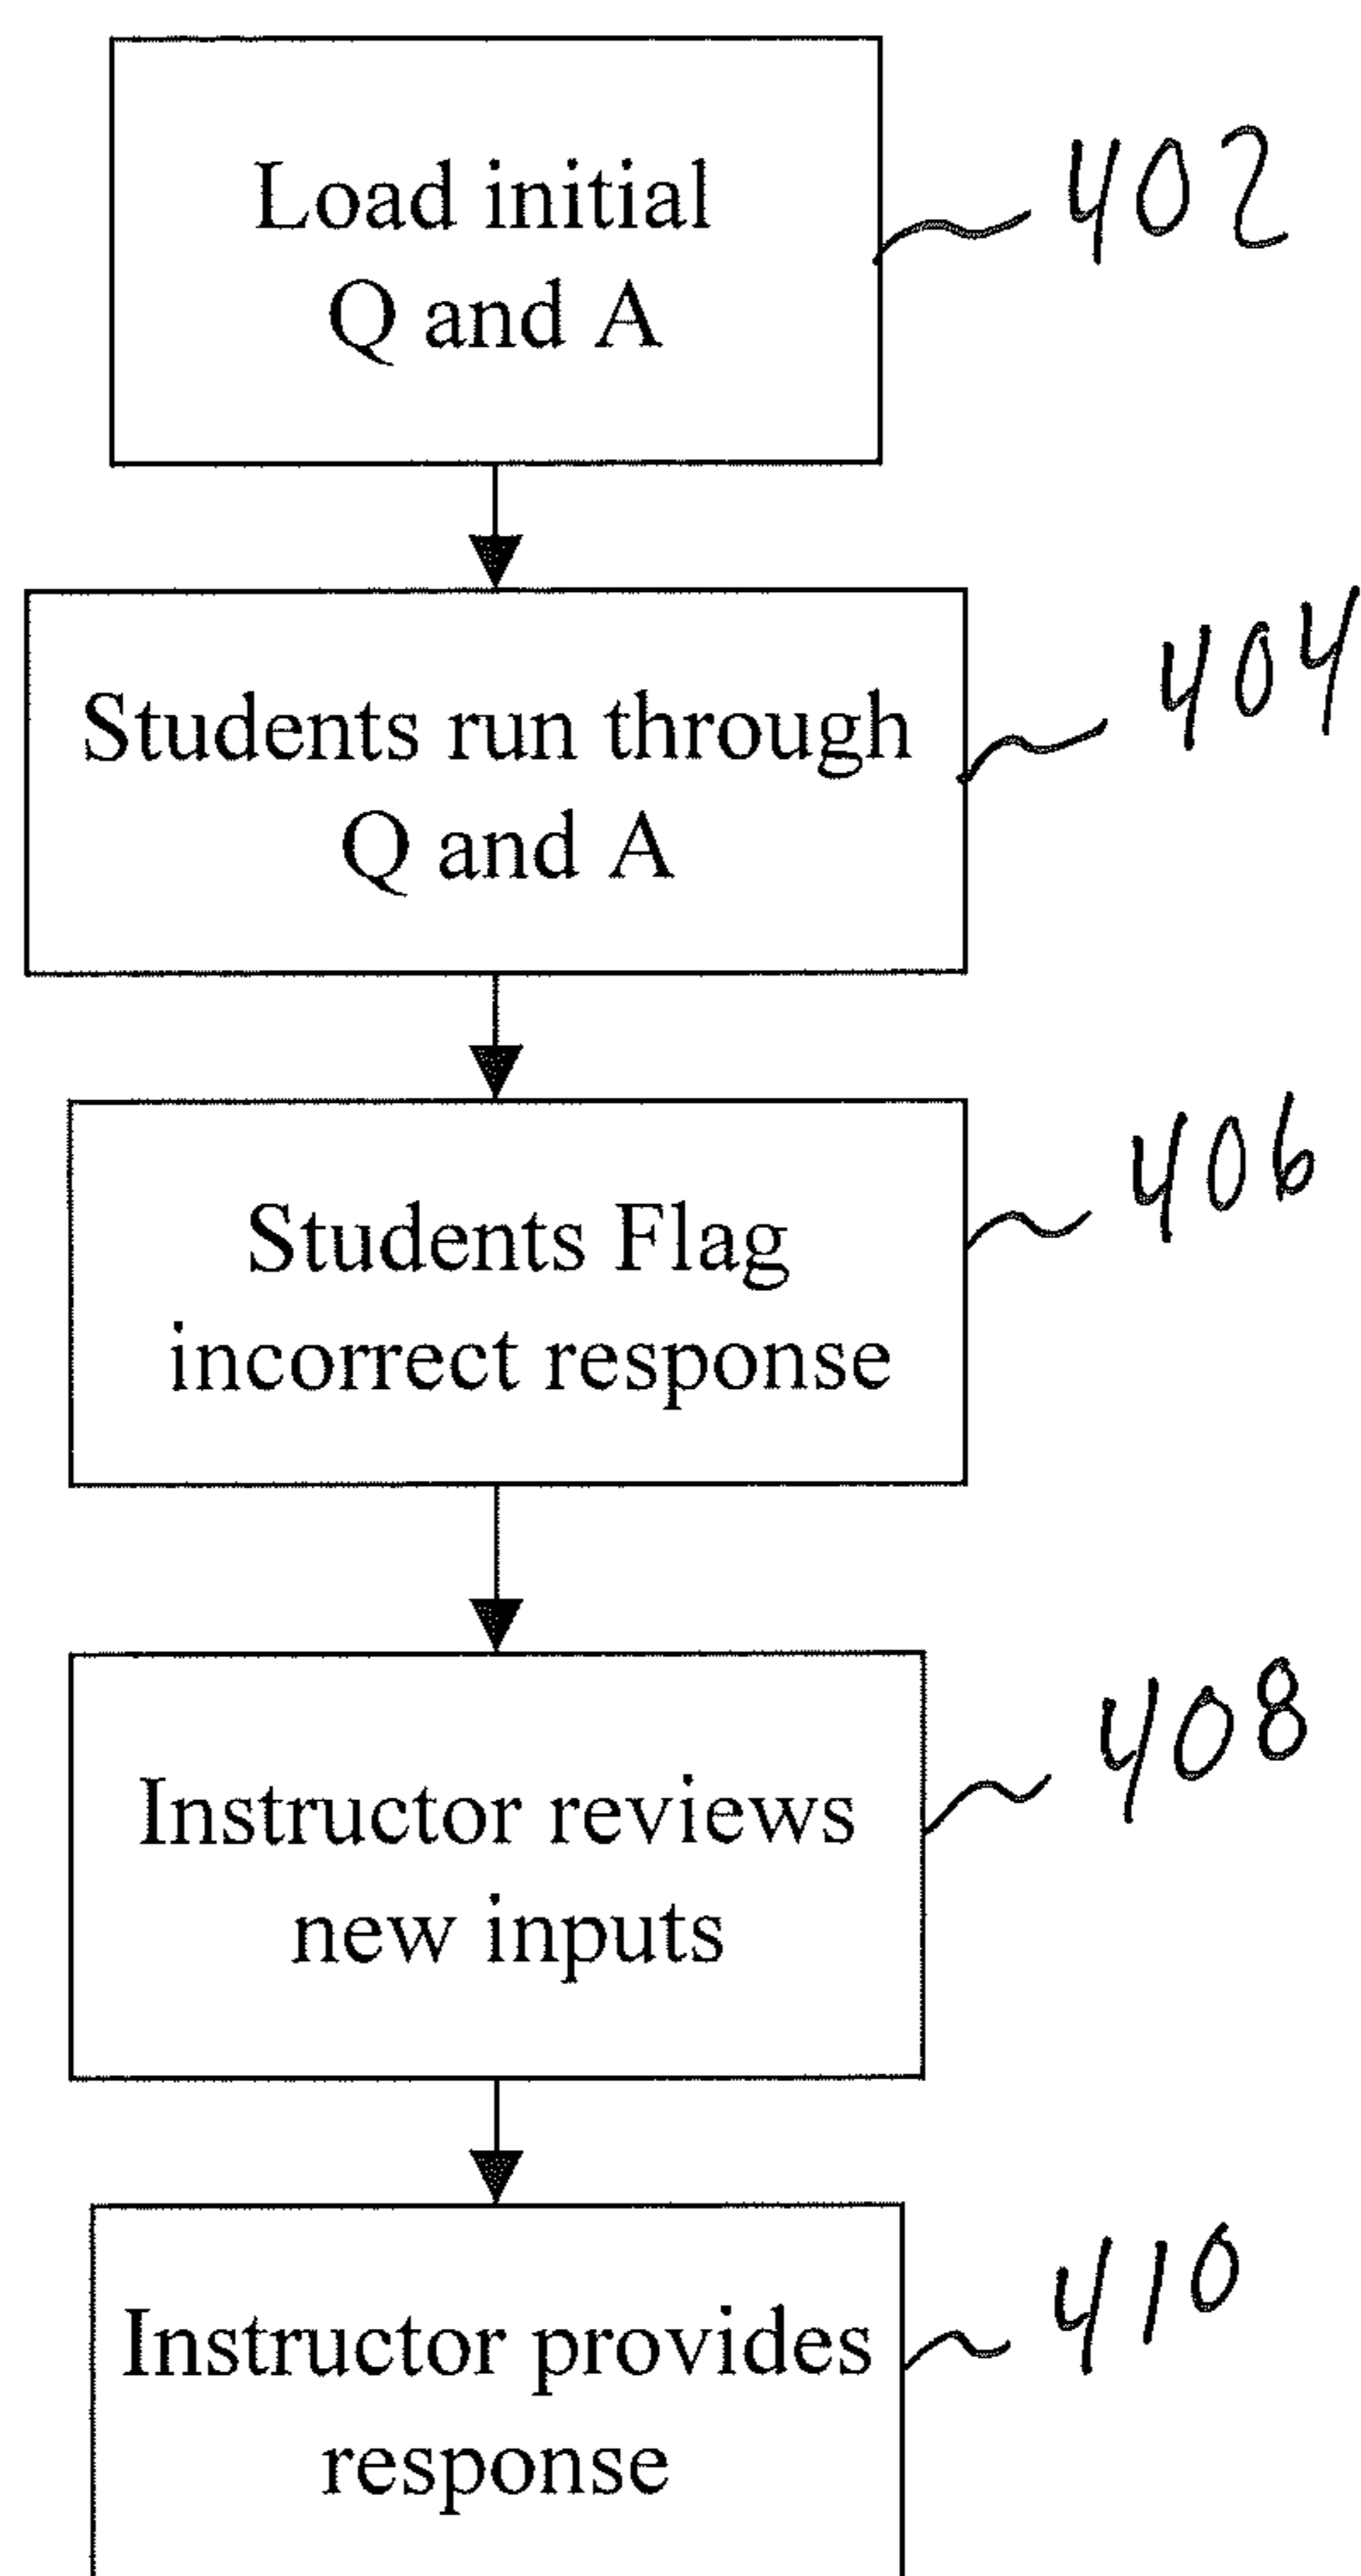 Load initial
Q and A
402
Students run through
Q and A
404
Students Flag
incorrect response
406
Instructor reviews
new inputs
408
Instructor provides
response
410